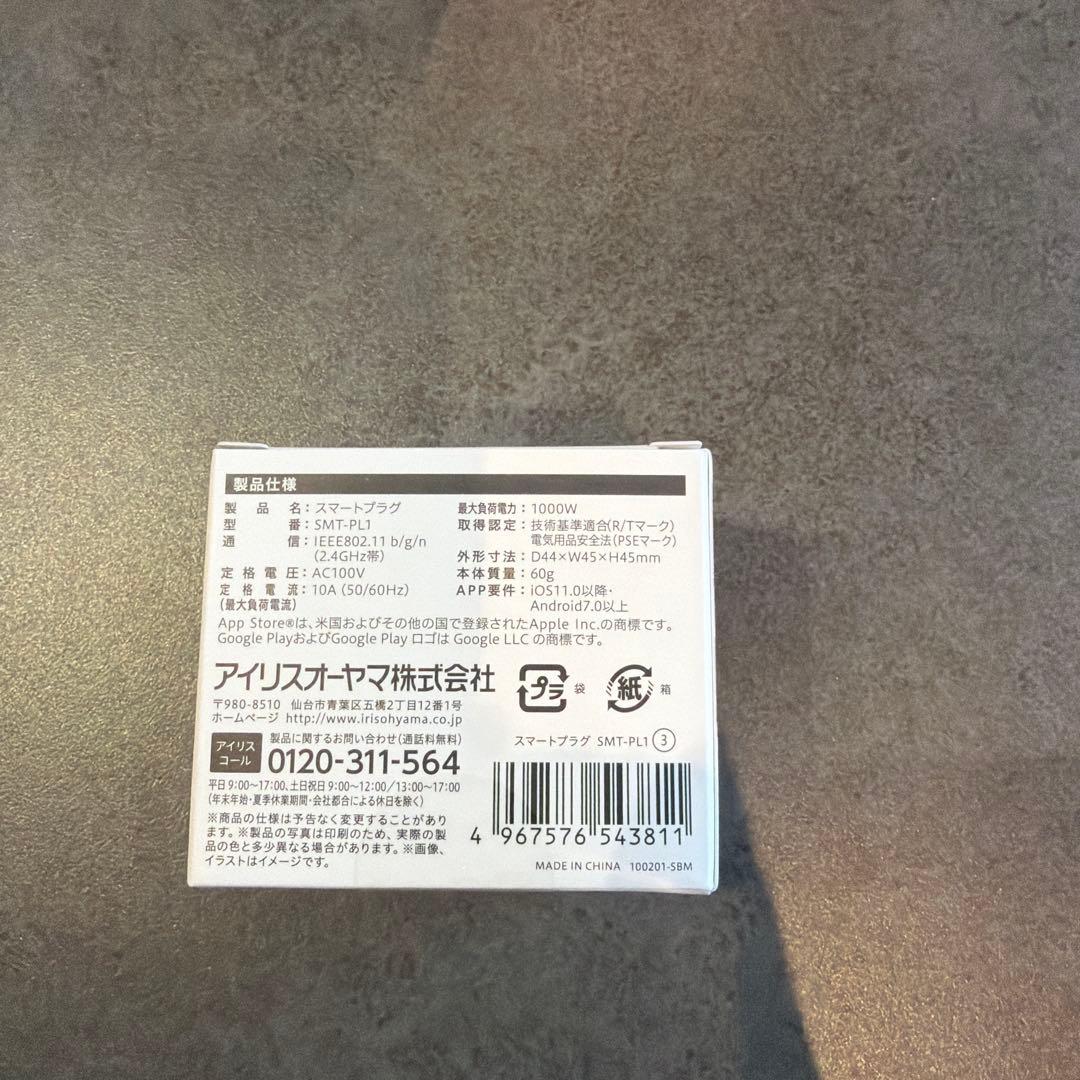 製品仕様
製品名：スマートプラグ
型番：SMT-PL1
通信：IEEE802.11 b/g/n
(2.4GHz帯)
定格電圧：AC100V
定格電流：10A (50/60Hz)
(最大負荷電流)
最大負荷電力：1000W
取得認定：技術基準適合(R/Tマーク)
電気用品安全法(PSEマーク)
外形寸法：D44×W45×H45mm
本体質量：60g
APP要件：iOS11.0以降・
Android7.0以上
App Store®は、米国およびその他の国で登録されたApple Inc.の商標です。
Google PlayおよびGoogle Play ロゴは Google LLC の商標です。
アイリスオーヤマ株式会社
〒980-8510 仙台市青葉区五橋2丁目12番1号
ホームページ http://www.irisohyama.co.jp
プラ 袋
紙 箱
アイリス
コール
製品に関するお問い合わせ(通話料無料)
0120-311-564
平日9:00〜17:00、土日祝日9:00〜12:00/13:00〜17:00
(年末年始・夏季休業期間・会社都合による休日を除く)
※商品の仕様は予告なく変更することがあり
ます。※製品の写真は印刷のため、実際の製
品の色と多少異なる場合があります。※画像、
イラストはイメージです。
スマートプラグ SMT-PL1 ③
4 967576 543811
MADE IN CHINA 100201-SBM